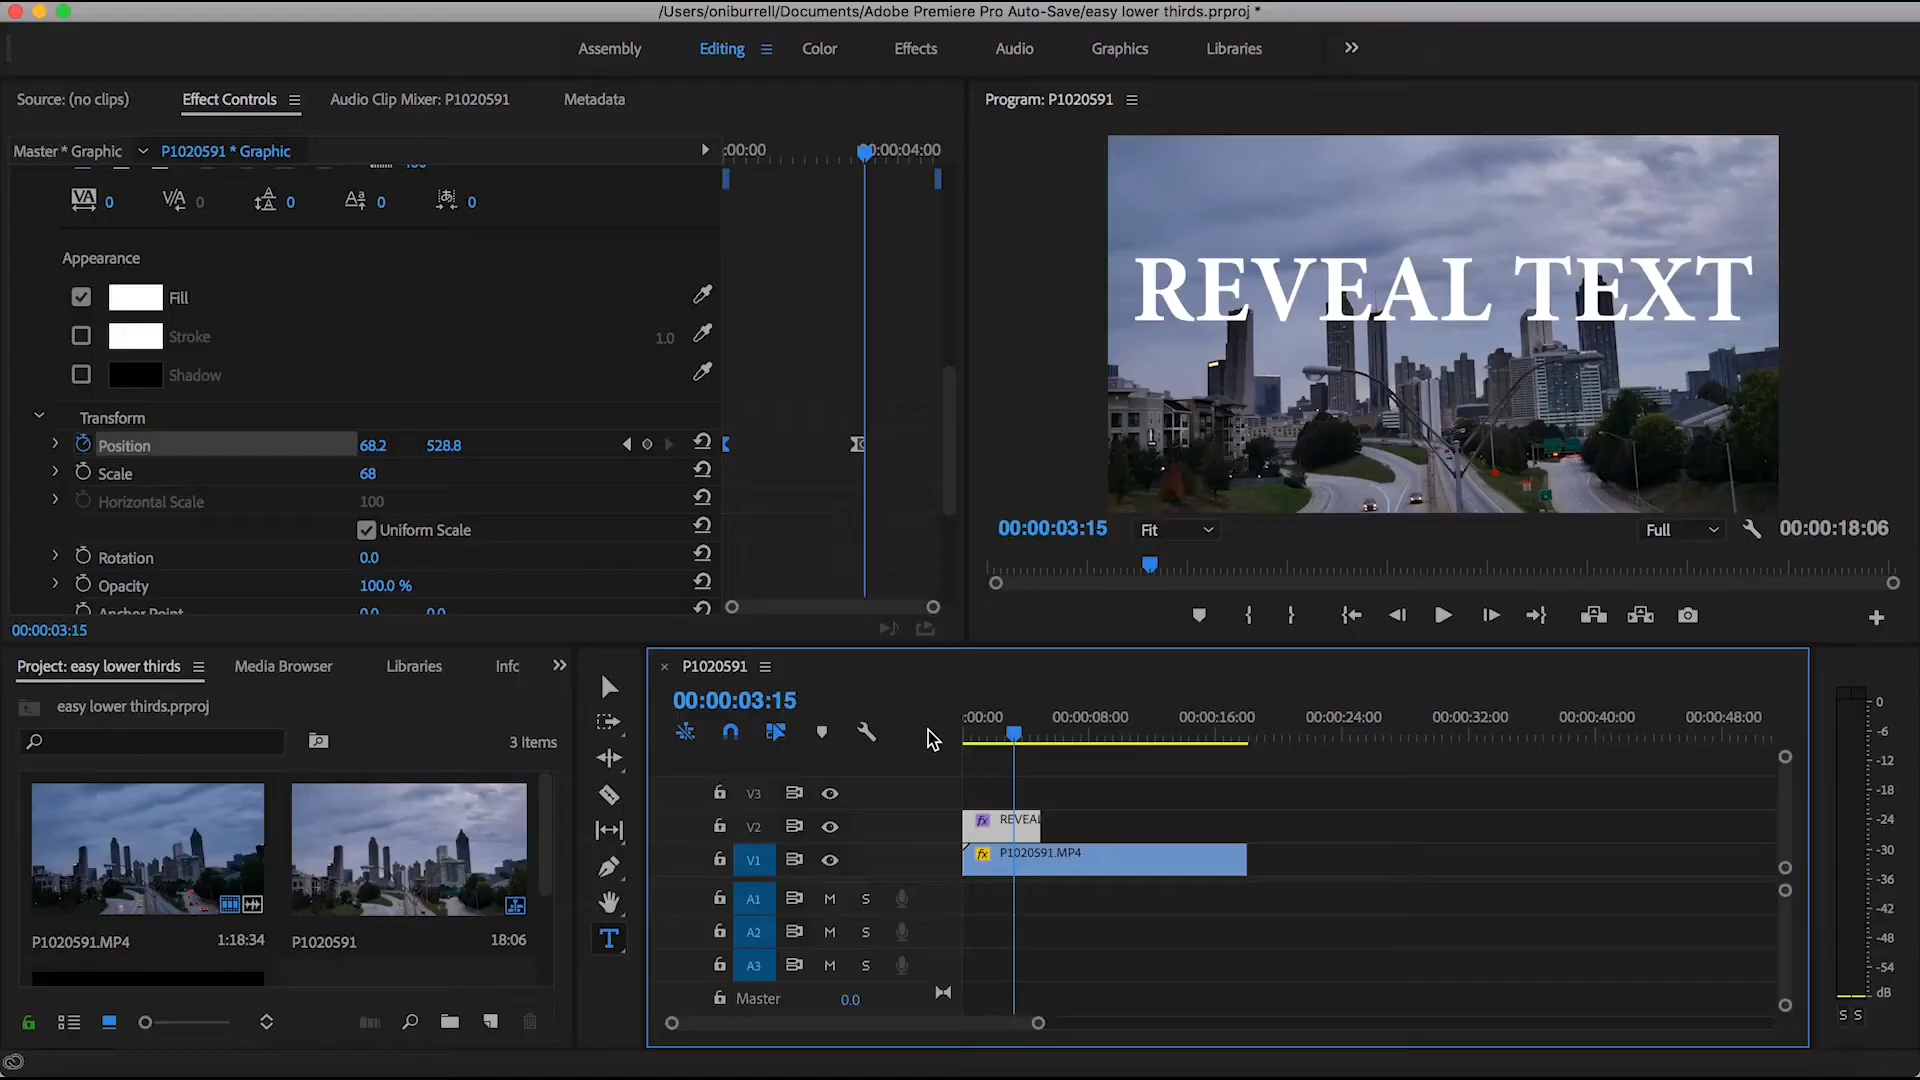 /Users/oniburrell/Documents/Adobe Premiere Pro Auto-Save/easy lower thirds.prproj *
Assembly Editing Color Effects Audio Graphics Libraries
Source: (no clips) Effect Controls Audio Clip Mixer: P1020591 Metadata
Master * Graphic P1020591 * Graphic
:00:00 00:00:04:00
0 0 0 0 0
Appearance
Fill
Stroke 1.0
Shadow
Transform
Position 68.2 528.8
Scale 68
Horizontal Scale 100
Uniform Scale
Rotation 0.0
Opacity 100.0 %
Anchor Point 0.0 0.0
00:00:03:15
Program: P1020591
REVEAL TEXT
00:00:03:15 Fit Full 00:00:18:06
Project: easy lower thirds Media Browser Libraries Info
easy lower thirds.prproj
3 Items
P1020591.MP4 1:18:34
P1020591 18:06
P1020591
00:00:03:15
:00:00 00:00:08:00 00:00:16:00 00:00:24:00 00:00:32:00 00:00:40:00 00:00:48:00
V3
V2 fx REVEAL
V1 fx P1020591.MP4
A1 M S
A2 M S
A3 M S
Master 0.0
0
-6
-12
-18
-24
-30
-36
-42
-48
-54
dB
S S